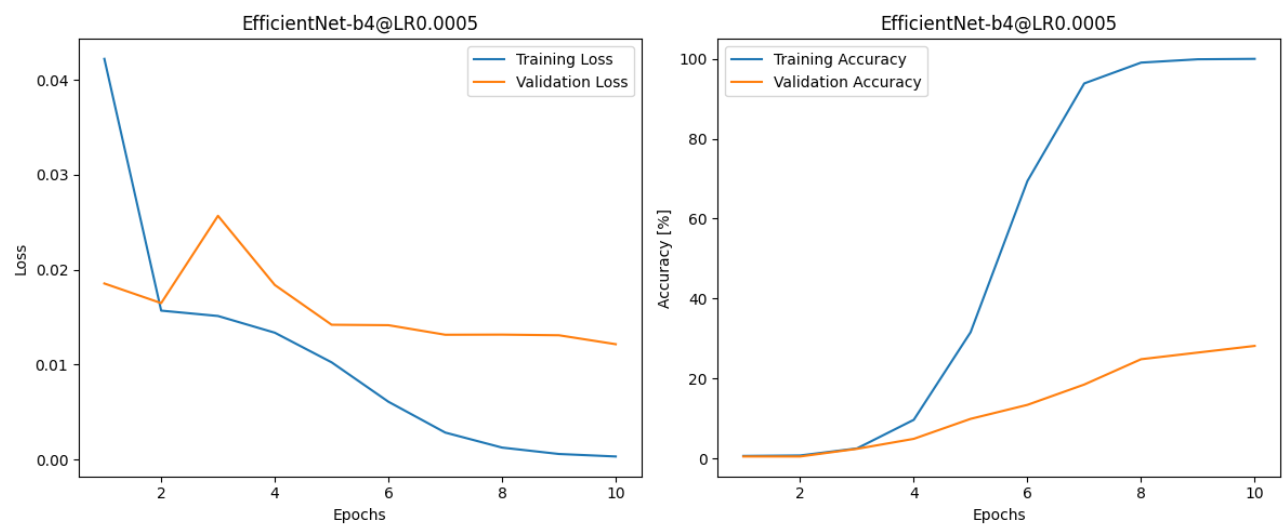 EfficientNet-b4@LR0.0005
Training Loss
Validation Loss
0.04
0.03
0.02
0.01
0.00
Loss
2
4
6
8
10
Epochs
EfficientNet-b4@LR0.0005
Training Accuracy
Validation Accuracy
100
80
60
40
20
0
Accuracy [%]
2
4
6
8
10
Epochs